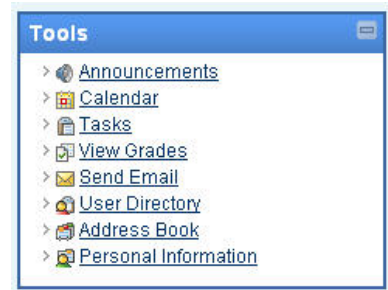 Tools
Announcements
Calendar
Tasks
View Grades
Send Email
User Directory
Address Book
Personal Information